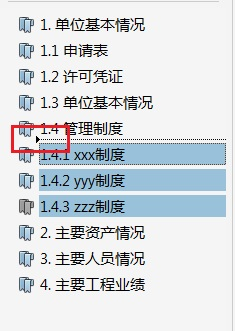 1. 单位基本情况
1.1 申请表
1.2 许可凭证
1.3 单位基本情况
1.4 管理制度
1.4.1 xxx制度
1.4.2 yyy制度
1.4.3 zzz制度
2. 主要资产情况
3. 主要人员情况
4. 主要工程业绩